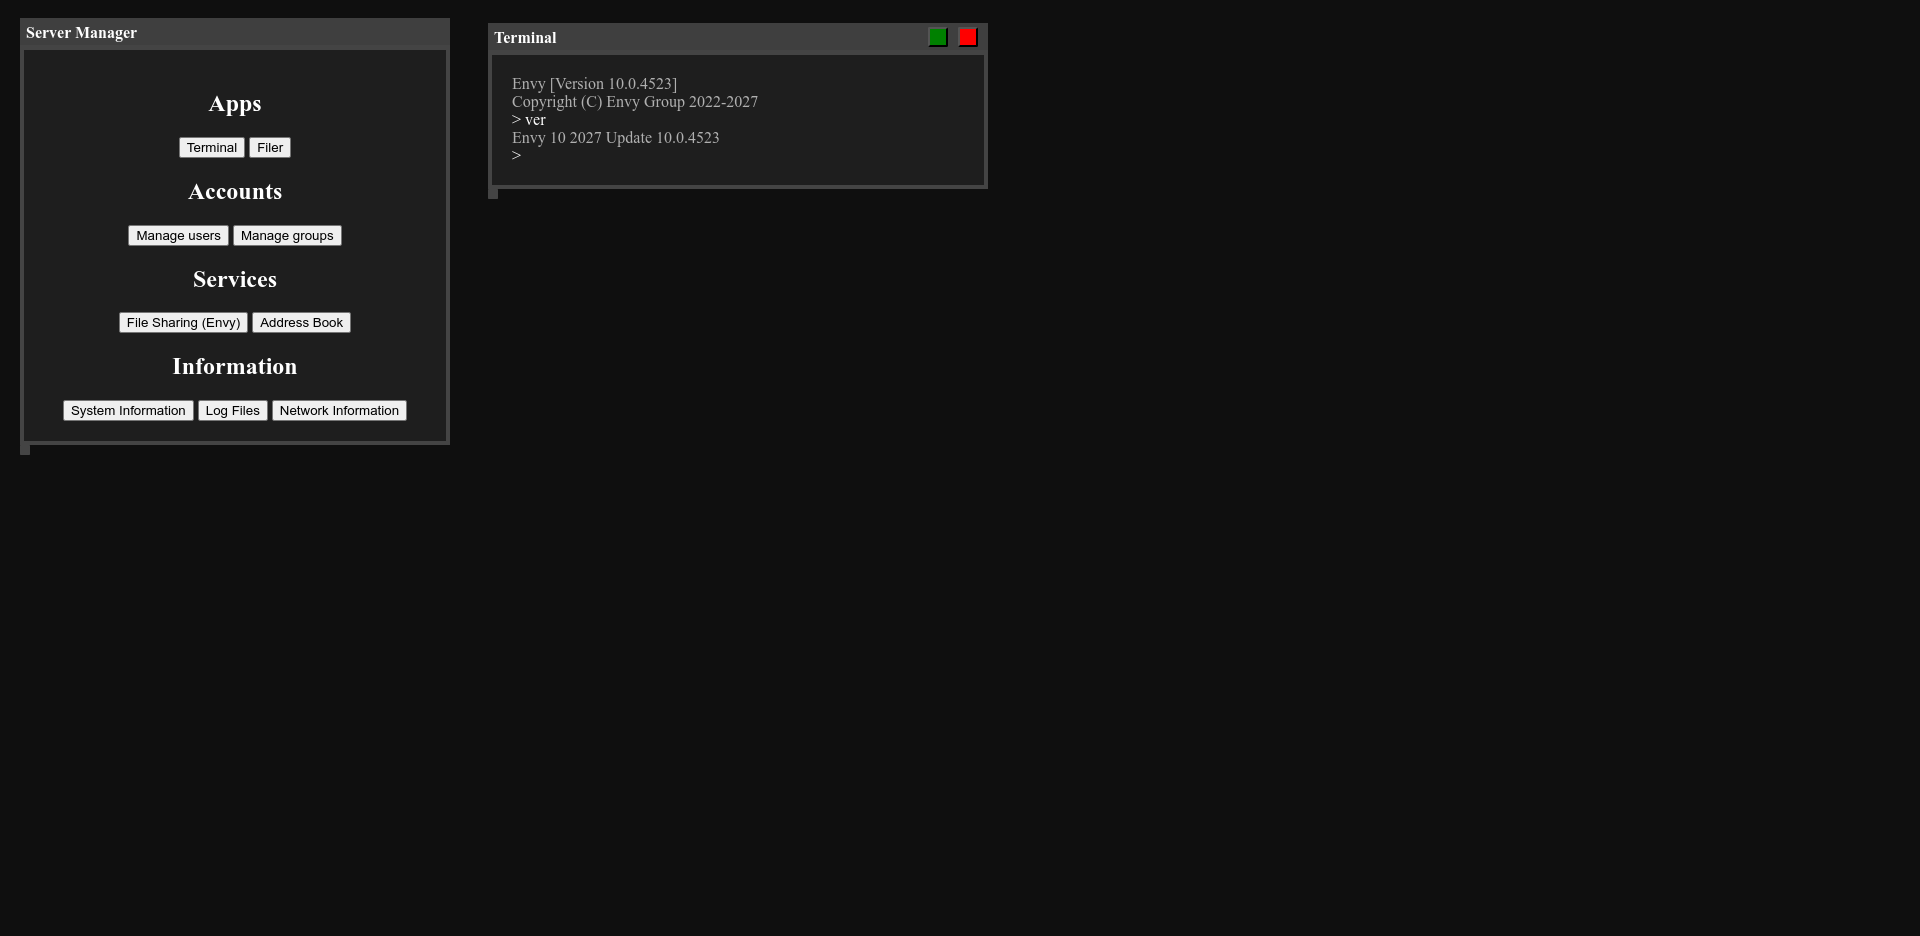 Server Manager
Apps
Terminal Filer
Accounts
Manage users Manage groups
Services
File Sharing (Envy) Address Book
Information
System Information Log Files Network Information
Terminal
Envy [Version 10.0.4523]
Copyright (C) Envy Group 2022-2027
> ver
Envy 10 2027 Update 10.0.4523
>